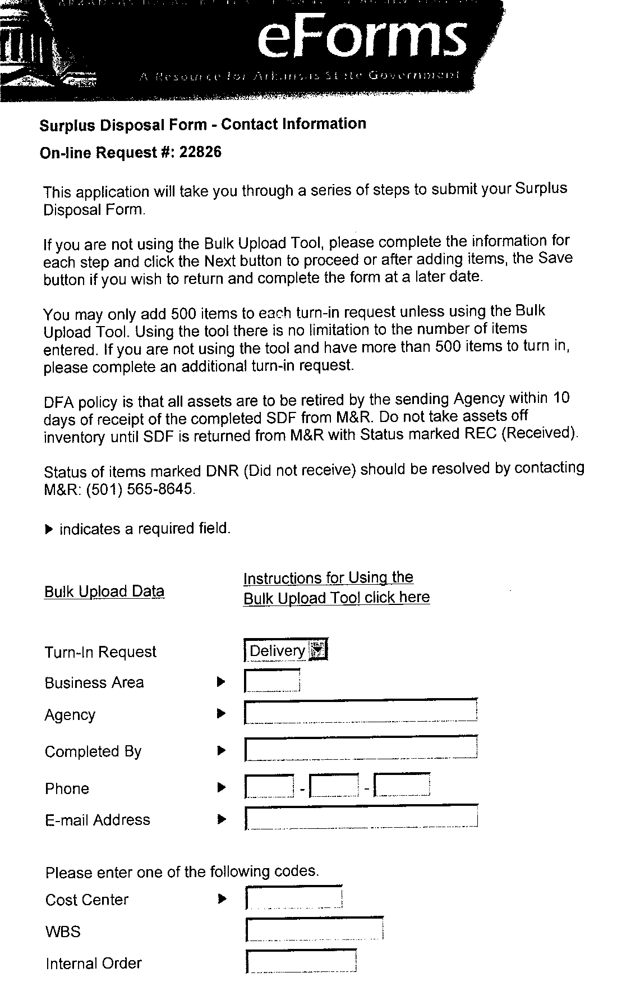 eForms
A Resource for Arkansas State Government
Surplus Disposal Form - Contact Information
On-line Request #: 22826
This application will take you through a series of steps to submit your Surplus
Disposal Form.
If you are not using the Bulk Upload Tool, please complete the information for
each step and click the Next button to proceed or after adding items, the Save
button if you wish to return and complete the form at a later date.
You may only add 500 items to each turn-in request unless using the Bulk
Upload Tool. Using the tool there is no limitation to the number of items
entered. If you are not using the tool and have more than 500 items to turn in,
please complete an additional turn-in request.
DFA policy is that all assets are to be retired by the sending Agency within 10
days of receipt of the completed SDF from M&R. Do not take assets off
inventory until SDF is returned from M&R with Status marked REC (Received).
Status of items marked DNR (Did not receive) should be resolved by contacting
M&R: (501) 565-8645.
► indicates a required field.
Bulk Upload Data
Instructions for Using the
Bulk Upload Tool click here
Turn-In Request Delivery
Business Area ►
Agency ►
Completed By ►
Phone ► - -
E-mail Address ►
Please enter one of the following codes.
Cost Center ►
WBS
Internal Order